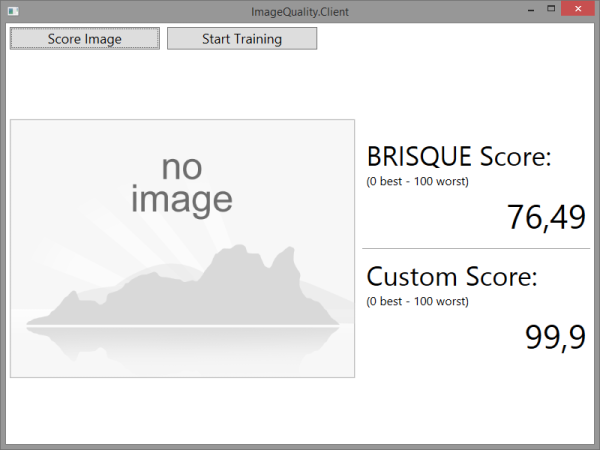 ImageQuality.Client
Score Image
Start Training
no
image
BRISQUE Score:
(0 best - 100 worst)
76,49
Custom Score:
(0 best - 100 worst)
99,9